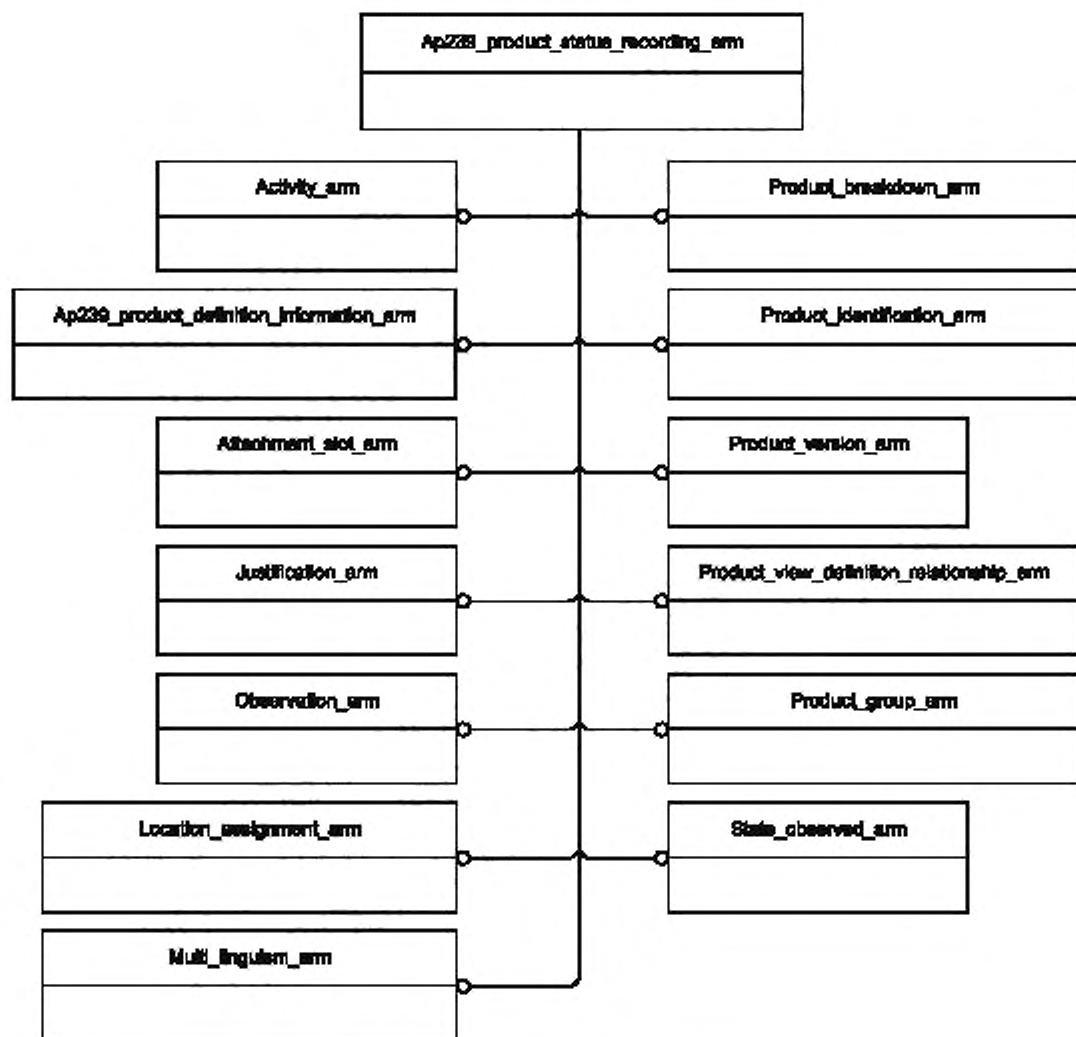 Ap239_product_status_recording_arm
Activity_arm
Product_breakdown_arm
Ap239_product_definition_information_arm
Product_identification_arm
Attachment_slot_arm
Product_version_arm
Justification_arm
Product_view_definition_relationship_arm
Observation_arm
Product_group_arm
Location_assignment_arm
State_observed_arm
Multi_linguism_arm